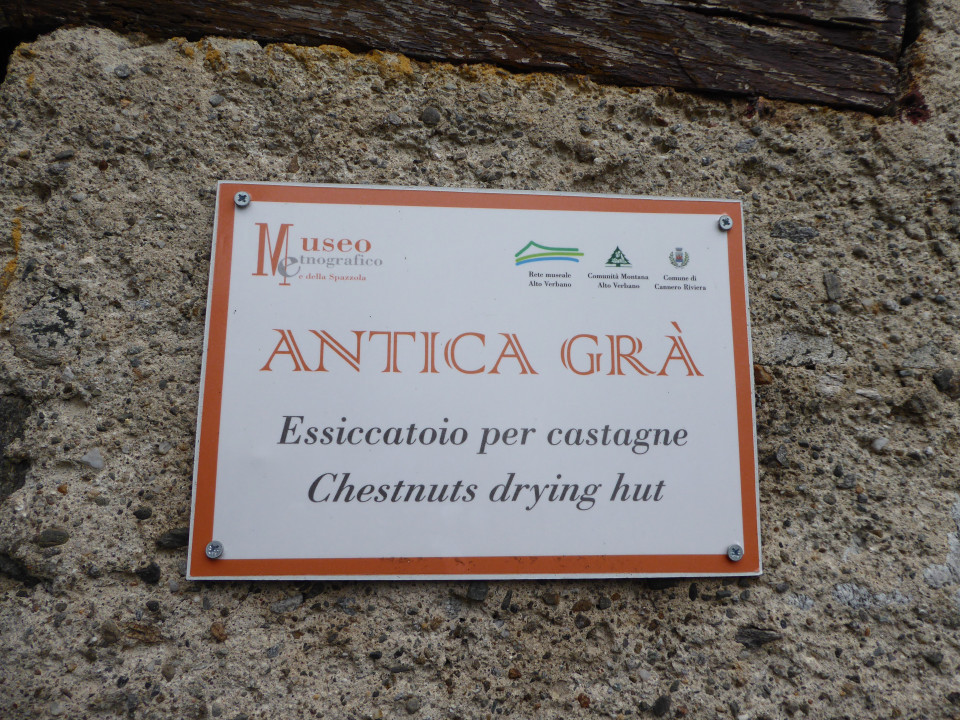 Museo
etnografico
e della Spazzola
Rete museale
Alto Verbano
Comunità Montana
Alto Verbano
Comune di
Cannero Riviera
ANTICA GRÀ
Essiccatoio per castagne
Chestnuts drying hut